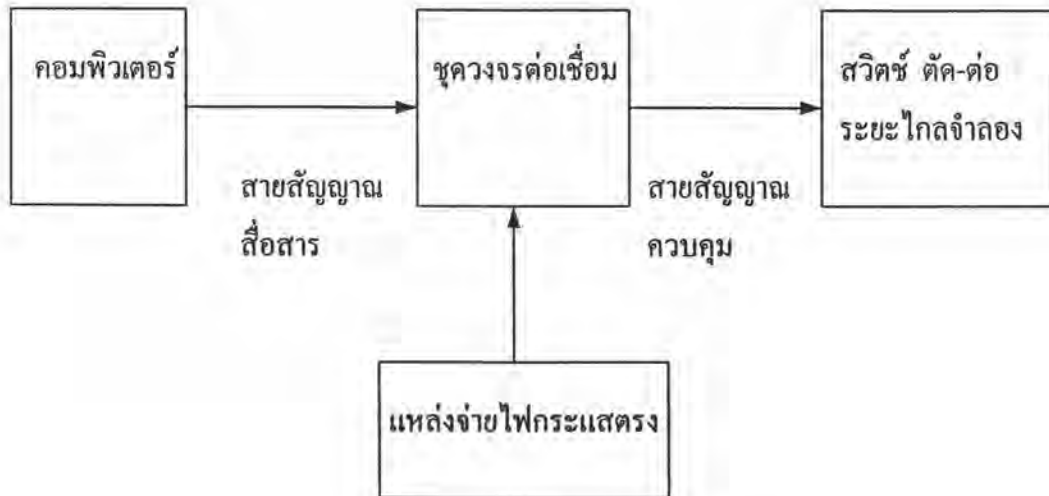 คอมพิวเตอร์
ชุดวงจรต่อเชื่อม
สวิตช์ ตัด-ต่อ
ระยะไกลจำลอง
สายสัญญาณ
สื่อสาร
สายสัญญาณ
ควบคุม
แหล่งจ่ายไฟกระแสตรง